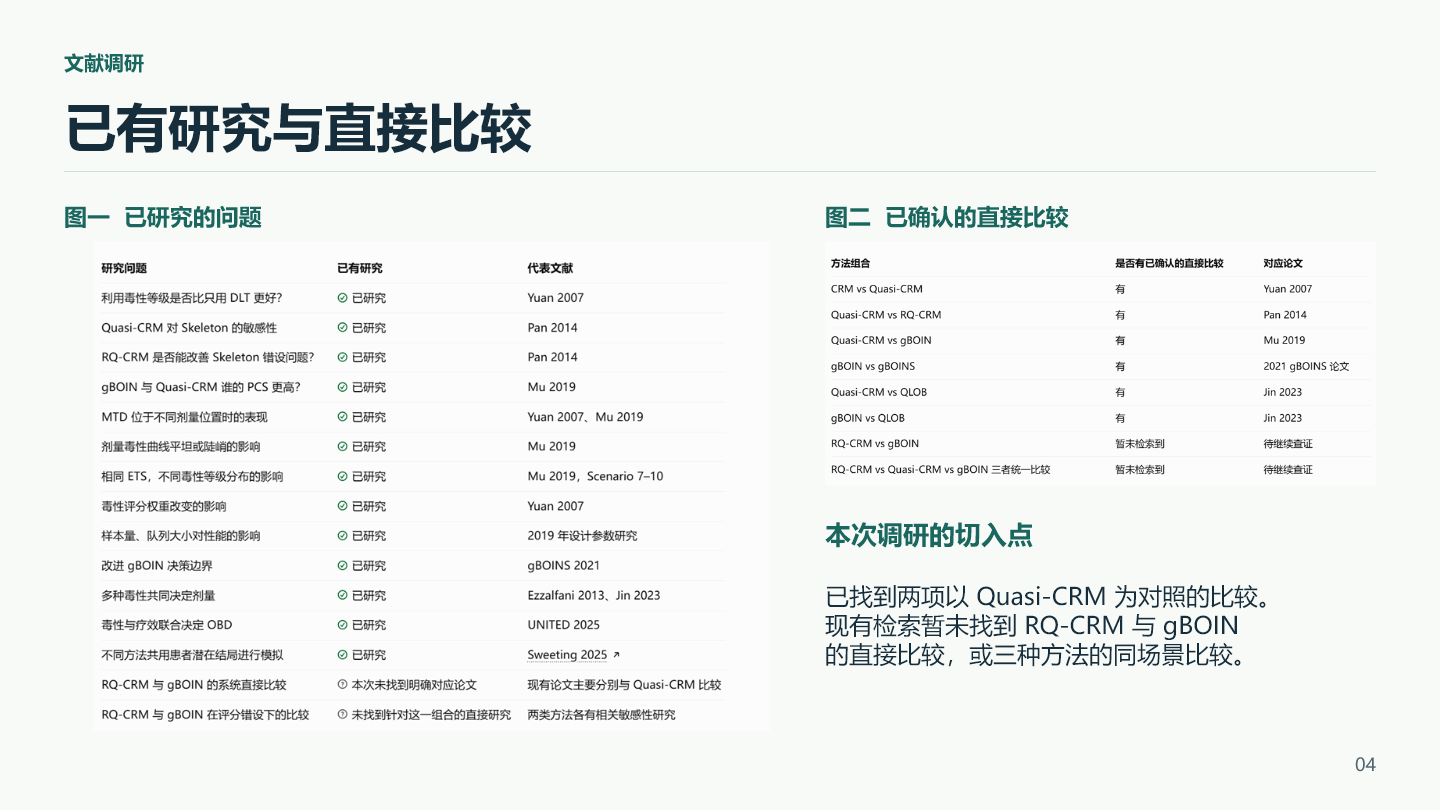 文献调研
已有研究与直接比较
图一 已研究的问题
研究问题 已有研究 代表文献
利用毒性等级是否比只用 DLT 更好? 已研究 Yuan 2007
Quasi-CRM 对 Skeleton 的敏感性 已研究 Pan 2014
RQ-CRM 是否能改善 Skeleton 错设问题? 已研究 Pan 2014
gBOIN 与 Quasi-CRM 谁的 PCS 更高? 已研究 Mu 2019
MTD 位于不同剂量位置时的表现 已研究 Yuan 2007、Mu 2019
剂量毒性曲线平坦或陡峭的影响 已研究 Mu 2019
相同 ETS，不同毒性等级分布的影响 已研究 Mu 2019，Scenario 7–10
毒性评分权重改变的影响 已研究 Yuan 2007
样本量、队列大小对性能的影响 已研究 2019 年设计参数研究
改进 gBOIN 决策边界 已研究 gBOINS 2021
多种毒性共同决定剂量 已研究 Ezzalfani 2013、Jin 2023
毒性与疗效联合决定 OBD 已研究 UNITED 2025
不同方法共用患者潜在结局进行模拟 已研究 Sweeting 2025 ↗
RQ-CRM 与 gBOIN 的系统直接比较 本次未找到明确对应论文 现有论文主要分别与 Quasi-CRM 比较
RQ-CRM 与 gBOIN 在评分错设下的比较 未找到针对这一组合的直接研究 两类方法各有相关敏感性研究
图二 已确认的直接比较
方法组合 是否有已确认的直接比较 对应论文
CRM vs Quasi-CRM 有 Yuan 2007
Quasi-CRM vs RQ-CRM 有 Pan 2014
Quasi-CRM vs gBOIN 有 Mu 2019
gBOIN vs gBOINS 有 2021 gBOINS 论文
Quasi-CRM vs QLOB 有 Jin 2023
gBOIN vs QLOB 有 Jin 2023
RQ-CRM vs gBOIN 暂未检索到 待继续查证
RQ-CRM vs Quasi-CRM vs gBOIN 三者统一比较 暂未检索到 待继续查证
本次调研的切入点
已找到两项以 Quasi-CRM 为对照的比较。
现有检索暂未找到 RQ-CRM 与 gBOIN
的直接比较，或三种方法的同场景比较。
04